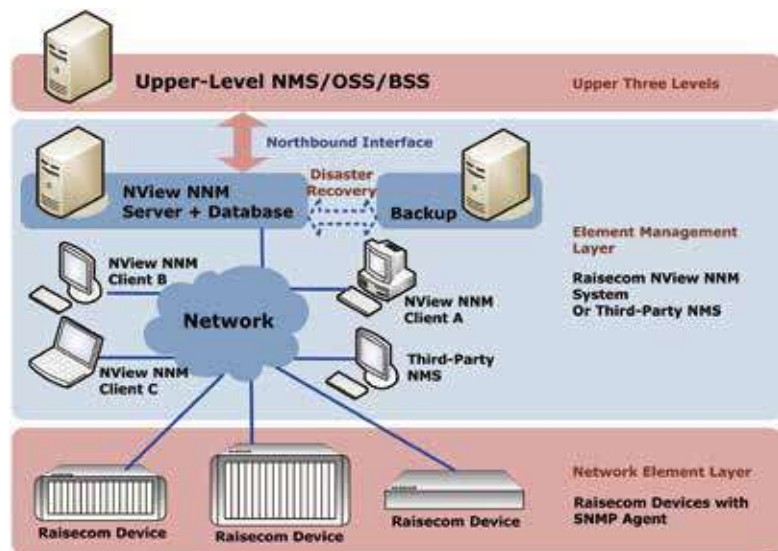 Upper-Level NMS/OSS/BSS
Upper Three Levels
Northbound Interface
NView NNM
Server + Database
Disaster
Recovery
Backup
Element Management
Layer
Raisecom NView NNM
System
Or Third-Party NMS
NView NNM
Client B
NView NNM
Client A
Network
NView NNM
Client C
Third-Party
NMS
Network Element Layer
Raisecom Devices with
SNMP Agent
Raisecom Device
Raisecom Device
Raisecom Device